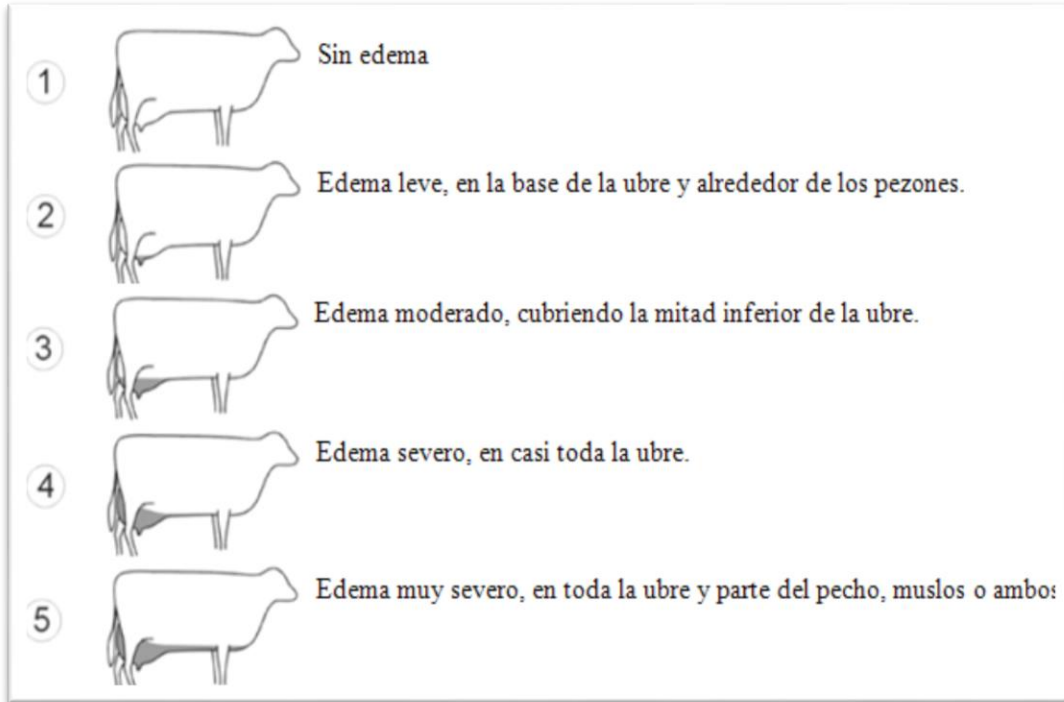 1 Sin edema
2 Edema leve, en la base de la ubre y alrededor de los pezones.
3 Edema moderado, cubriendo la mitad inferior de la ubre.
4 Edema severo, en casi toda la ubre.
5 Edema muy severo, en toda la ubre y parte del pecho, muslos o ambos